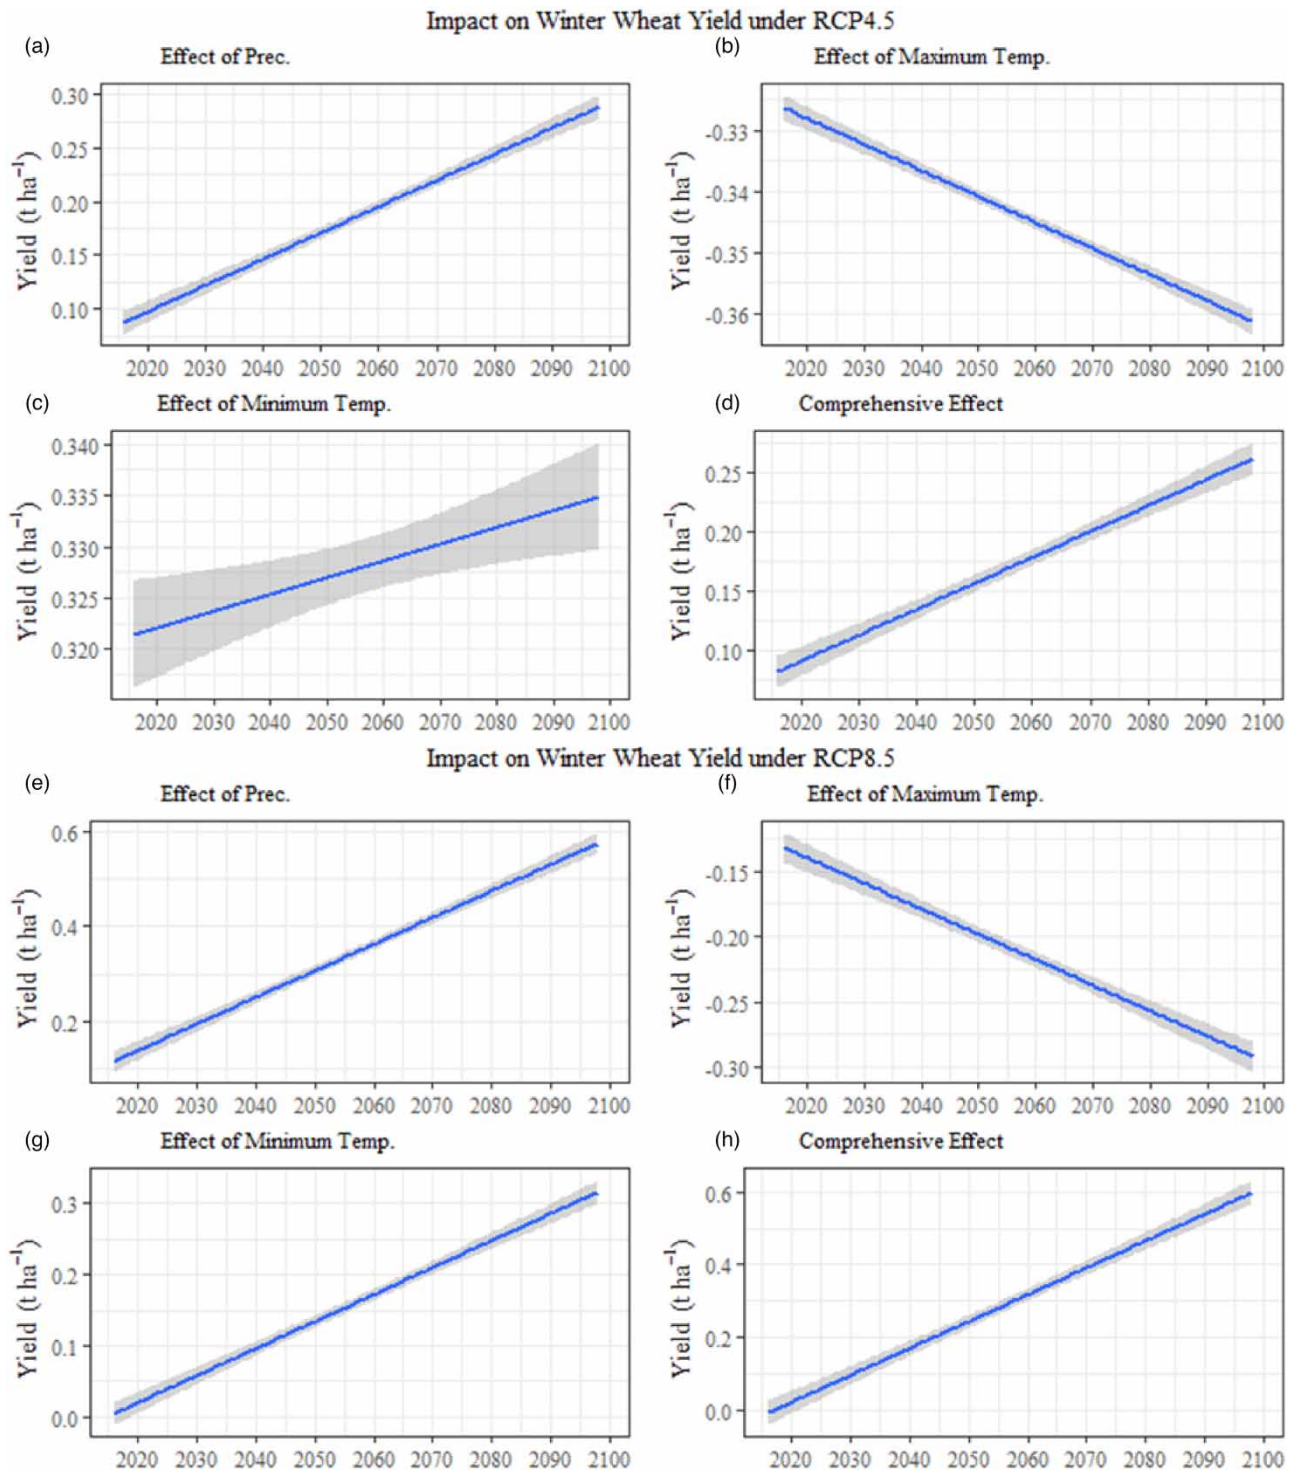 Impact on Winter Wheat Yield under RCP4.5
(a)
Effect of Prec.
Yield (t ha⁻¹)
0.30
0.25
0.20
0.15
0.10
2020 2030 2040 2050 2060 2070 2080 2090 2100
(b)
Effect of Maximum Temp.
Yield (t ha⁻¹)
-0.33
-0.34
-0.35
-0.36
2020 2030 2040 2050 2060 2070 2080 2090 2100
(c)
Effect of Minimum Temp.
Yield (t ha⁻¹)
0.340
0.335
0.330
0.325
0.320
2020 2030 2040 2050 2060 2070 2080 2090 2100
(d)
Comprehensive Effect
Yield (t ha⁻¹)
0.25
0.20
0.15
0.10
2020 2030 2040 2050 2060 2070 2080 2090 2100
Impact on Winter Wheat Yield under RCP8.5
(e)
Effect of Prec.
Yield (t ha⁻¹)
0.6
0.4
0.2
2020 2030 2040 2050 2060 2070 2080 2090 2100
(f)
Effect of Maximum Temp.
Yield (t ha⁻¹)
-0.15
-0.20
-0.25
-0.30
2020 2030 2040 2050 2060 2070 2080 2090 2100
(g)
Effect of Minimum Temp.
Yield (t ha⁻¹)
0.3
0.2
0.1
0.0
2020 2030 2040 2050 2060 2070 2080 2090 2100
(h)
Comprehensive Effect
Yield (t ha⁻¹)
0.6
0.4
0.2
0.0
2020 2030 2040 2050 2060 2070 2080 2090 2100